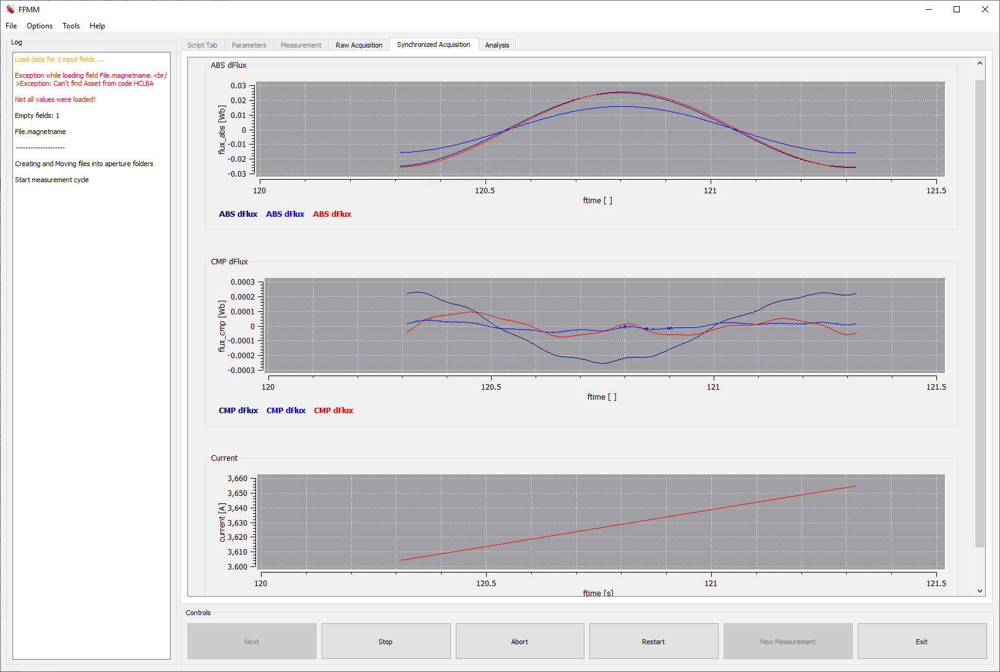 FFMM
File Options Tools Help
Log
Load data for 1 input fields ...
Exception while loading field File.magnetname.<br/
>Exception: Can't find Asset from code HCLBA
Not all values were loaded!
Empty fields: 1
File.magnetname
--------------------
Creating and Moving files into aperture folders
Start measurement cycle
Script Tab Parameters Measurement Raw Acquisition Synchronized Acquisition Analysis
ABS dFlux
flux_abs [Wb]
0.03
0.02
0.01
0
-0.01
-0.02
-0.03
120 120.5 121 121.5
ftime [ ]
ABS dFlux ABS dFlux ABS dFlux
CMP dFlux
flux_cmp [Wb]
0.0003
0.0002
0.0001
0
-0.0001
-0.0002
-0.0003
120 120.5 121 121.5
ftime [ ]
CMP dFlux CMP dFlux CMP dFlux
Current
current [A]
3,660
3,650
3,640
3,630
3,620
3,610
3,600
120 120.5 121 121.5
ftime [s]
Controls
Next Stop Abort Restart New Measurement Exit